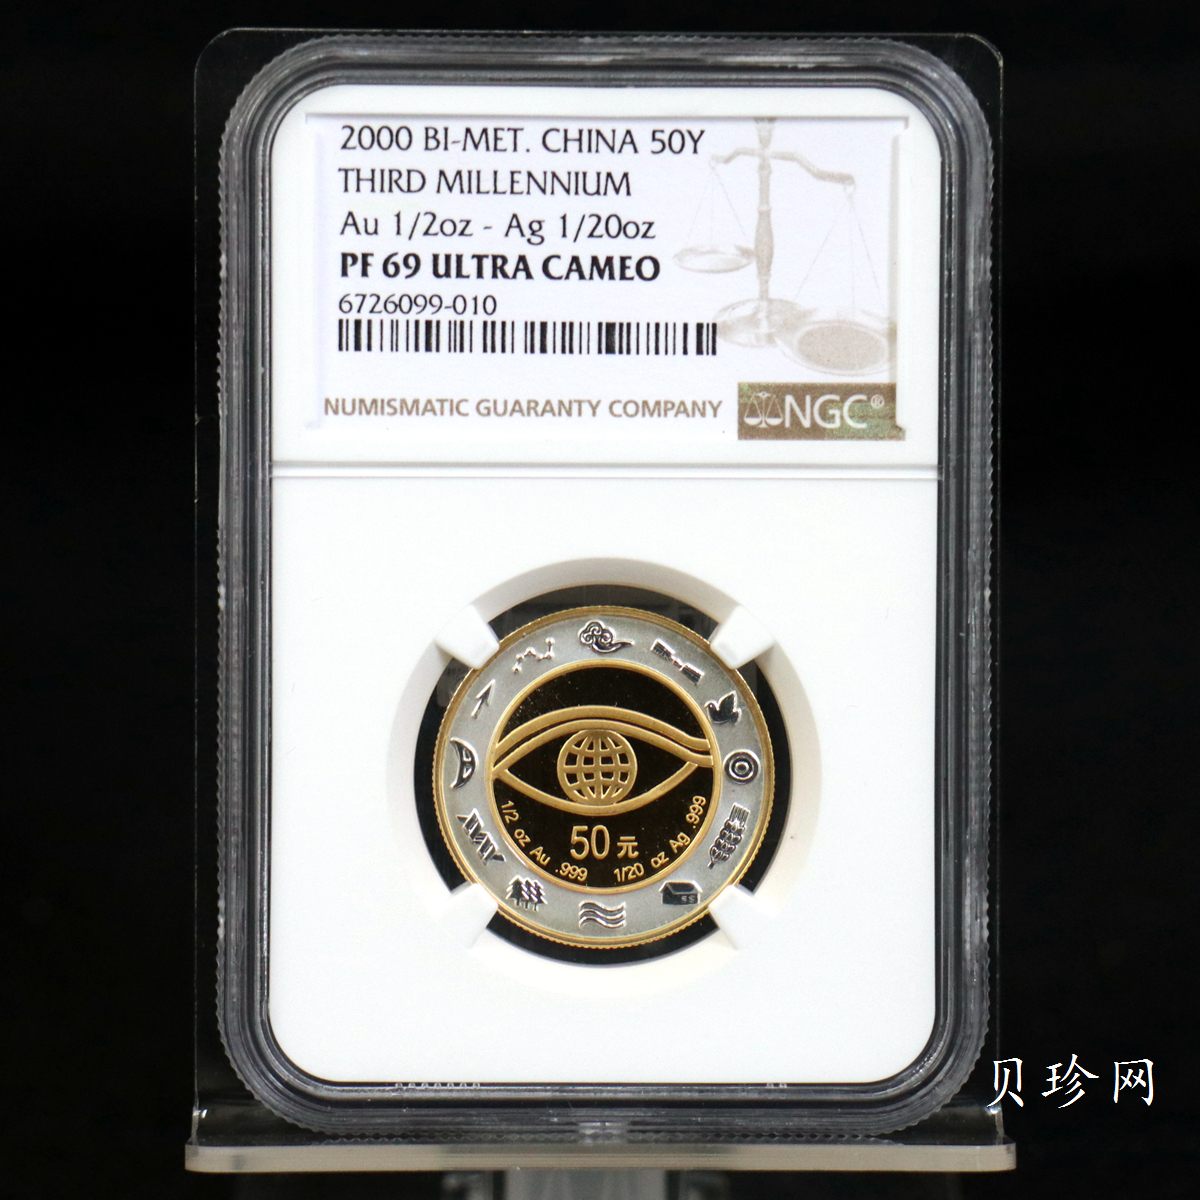 2000 BI-MET. CHINA 50Y
THIRD MILLENNIUM
Au 1/2oz - Ag 1/20oz
PF 69 ULTRA CAMEO
6726099-010
NUMISMATIC GUARANTY COMPANY
NGC®
50元
1/2 oz Au .999
1/20 oz Ag .999
贝珍网